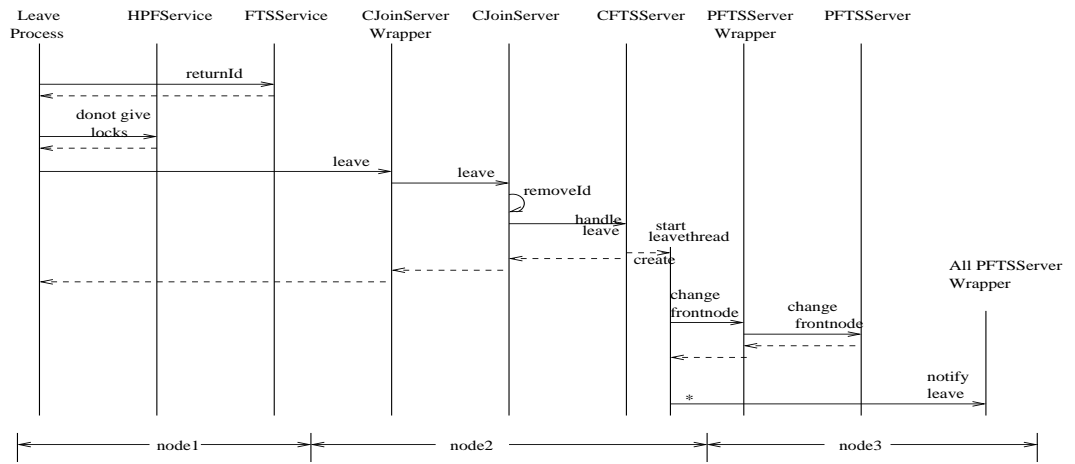 Leave
Process
HPFService
FTSService
CJoinServer
Wrapper
CJoinServer
CFTSServer
PFTSServer
Wrapper
PFTSServer
returnId
donot give
locks
leave
leave
removeId
handle
leave
start
leavethread
create
All PFTSServer
Wrapper
change
frontnode
change
frontnode
notify
leave
*
node1
node2
node3